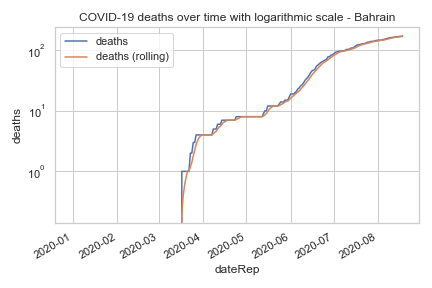 COVID-19 deaths over time with logarithmic scale - Bahrain
deaths
deaths (rolling)
10²
10¹
10⁰
deaths
2020-01
2020-02
2020-03
2020-04
2020-05
2020-06
2020-07
2020-08
dateRep